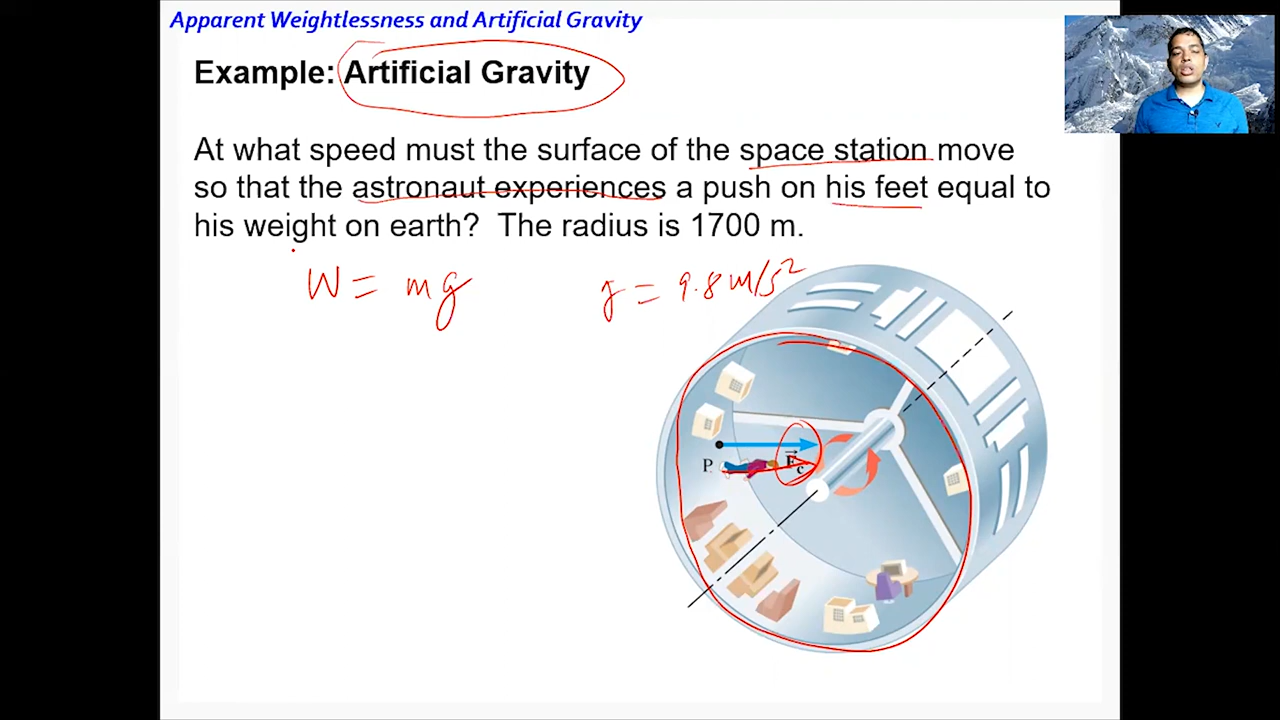 Apparent Weightlessness and Artificial Gravity
Example: Artificial Gravity
At what speed must the surface of the space station move
so that the astronaut experiences a push on his feet equal to
his weight on earth? The radius is 1700 m.
W = mg
g = 9.8 m/s²
P
F⃗c